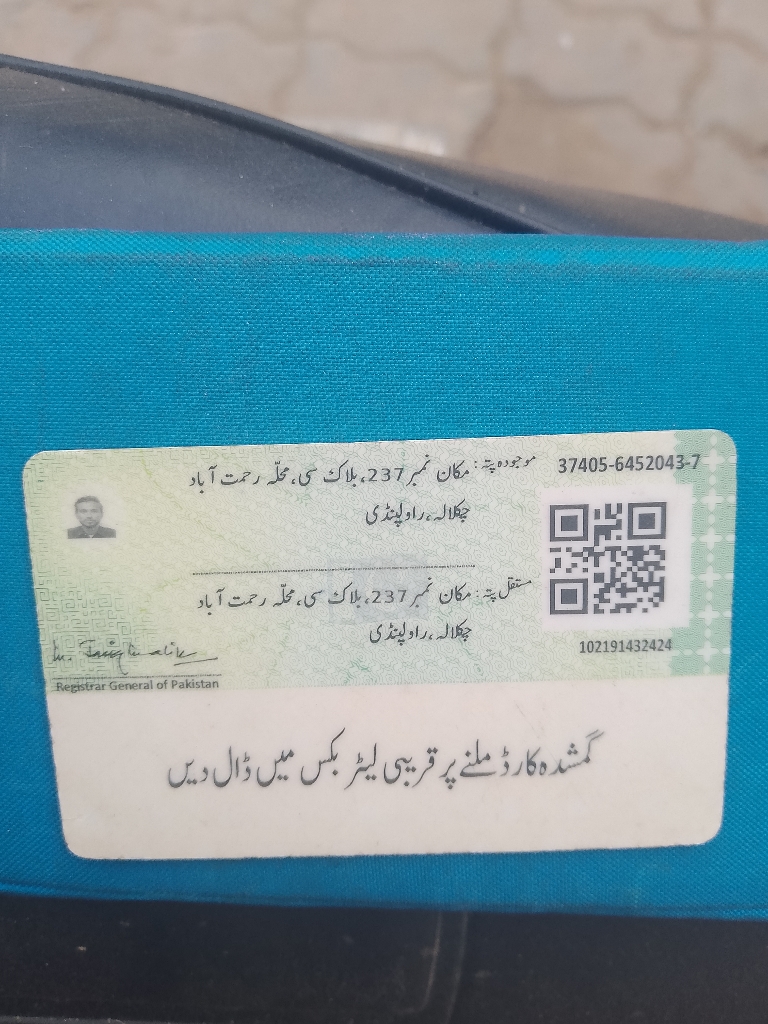 37405-6452043-7
موجودہ پتہ: مکان نمبر 237، بلاک سی، محلّہ رحمت آباد
چکلالہ، راولپنڈی
مستقل پتہ: مکان نمبر 237، بلاک سی، محلّہ رحمت آباد
چکلالہ، راولپنڈی
102191432424
Registrar General of Pakistan
گمشدہ کارڈ ملنے پر قریبی لیٹر بکس میں ڈال دیں